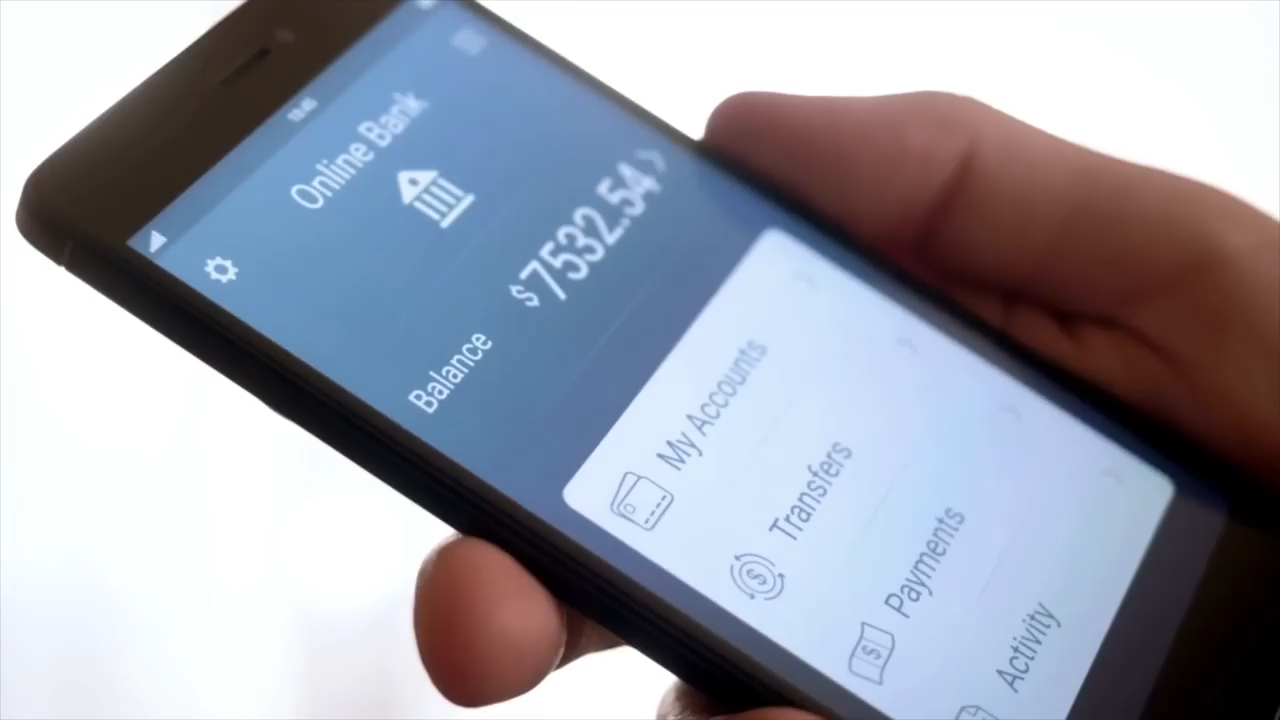 Online Bank
Balance
$ 7532.54
My Accounts
Transfers
$
Payments
$
Activity